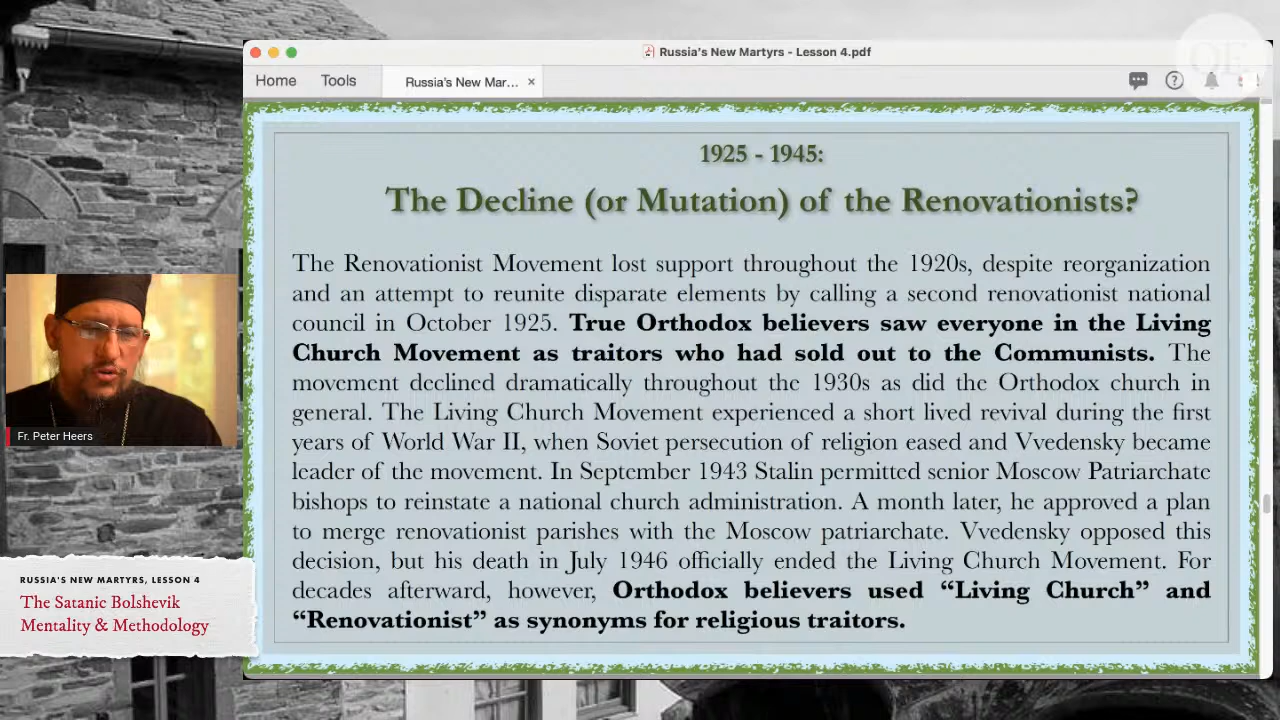 Russia's New Martyrs - Lesson 4.pdf
Home Tools Russia's New Mar... ×
OE
1925 - 1945:
The Decline (or Mutation) of the Renovationists?
The Renovationist Movement lost support throughout the 1920s, despite reorganization
and an attempt to reunite disparate elements by calling a second renovationist national
council in October 1925. True Orthodox believers saw everyone in the Living
Church Movement as traitors who had sold out to the Communists. The
movement declined dramatically throughout the 1930s as did the Orthodox church in
general. The Living Church Movement experienced a short lived revival during the first
years of World War II, when Soviet persecution of religion eased and Vvedensky became
leader of the movement. In September 1943 Stalin permitted senior Moscow Patriarchate
bishops to reinstate a national church administration. A month later, he approved a plan
to merge renovationist parishes with the Moscow patriarchate. Vvedensky opposed this
decision, but his death in July 1946 officially ended the Living Church Movement. For
decades afterward, however, Orthodox believers used “Living Church” and
“Renovationist” as synonyms for religious traitors.
Fr. Peter Heers
RUSSIA'S NEW MARTYRS, LESSON 4
The Satanic Bolshevik
Mentality & Methodology